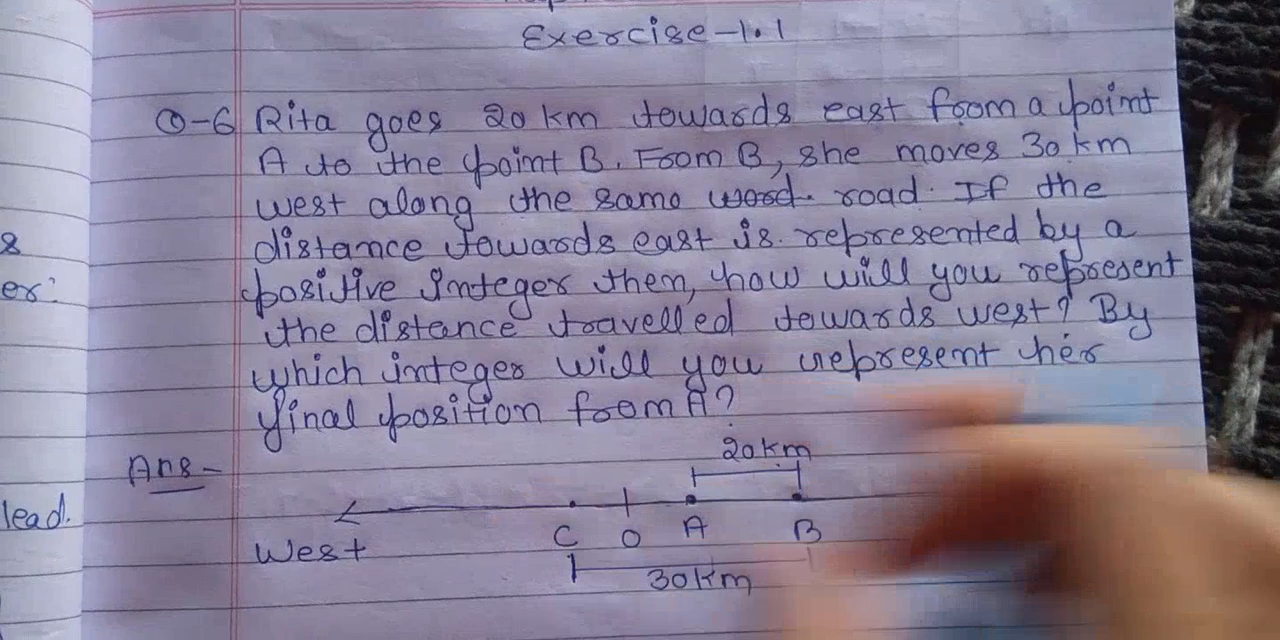 Exercise-1.1
Q-6 Rita goes 20 km towards east from a point
A to the point B. From B, she moves 30 km
west along the same word. road. If the
distance towards east is represented by a
positive integer them, how will you represent
the distance travelled towards west? By
which integer will you represent her
final position from A?
Ans-
20km
C O A B
West
30km
8
er:
lead.